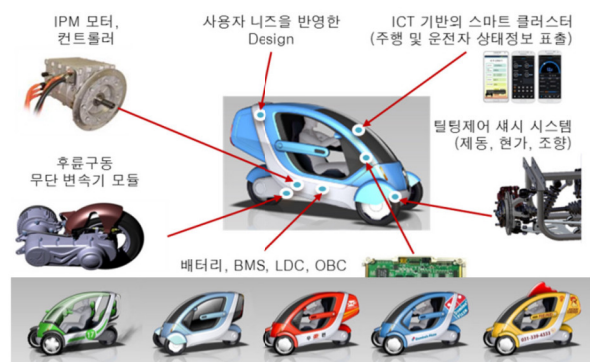 IPM 모터,
컨트롤러
사용자 니즈을 반영한
Design
ICT 기반의 스마트 클러스터
(주행 및 운전자 상태정보 표출)
틸팅제어 섀시 시스템
(제동, 현가, 조향)
후륜구동
무단 변속기 모듈
배터리, BMS, LDC, OBC